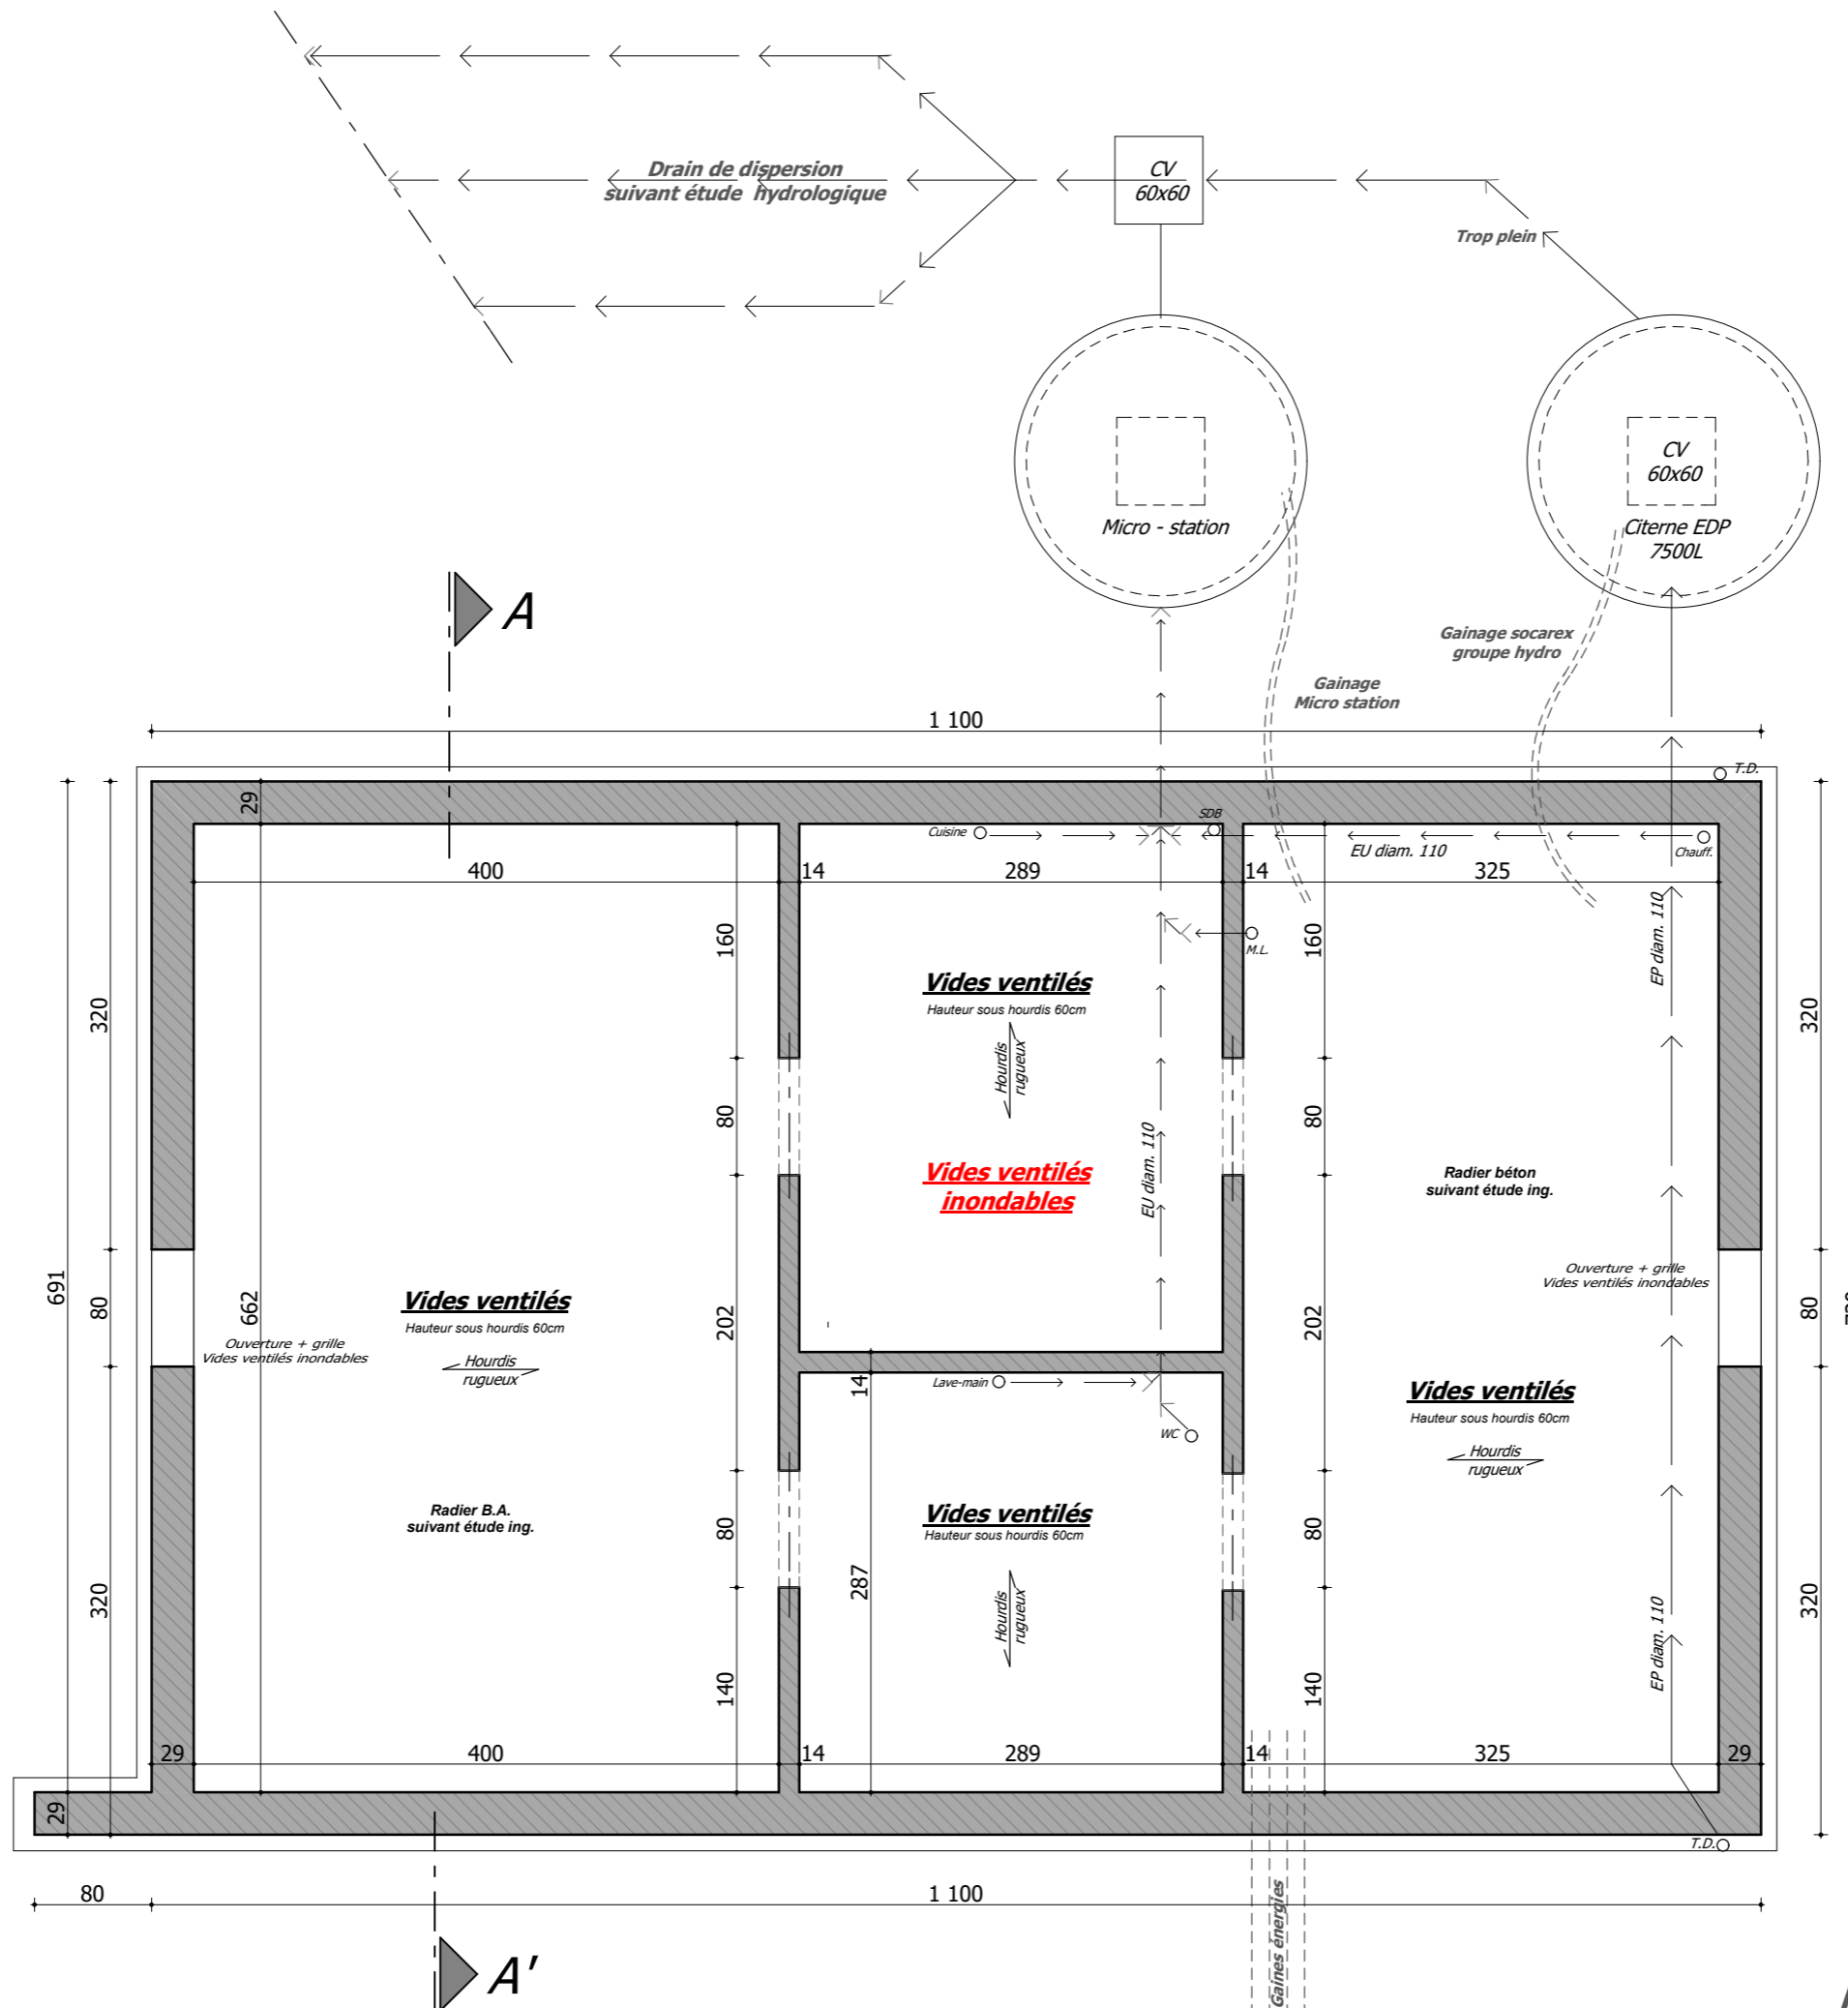 Drain de dispersion
suivant étude hydrologique
CV
60x60
Trop plein
CV
60x60
Micro - station
Citerne EDP
7500L
A
Gainage socarex
groupe hydro
Gainage
Micro station
1 100
T.D.
29
Cuisine
SDB
EU diam. 110
Chauff.
400
14
289
14
325
160
160
M.L.
EP diam. 110
320
320
Vides ventilés
Hauteur sous hourdis 60cm
Hourdis
rugueux
80
80
EU diam. 110
Vides ventilés
inondables
Radier béton
suivant étude ing.
691
80
662
Vides ventilés
Hauteur sous hourdis 60cm
Ouverture + grille
Vides ventilés inondables
Hourdis
rugueux
202
202
Ouverture + grille
Vides ventilés inondables
80
14
Lave-main
WC
Vides ventilés
Hauteur sous hourdis 60cm
Hourdis
rugueux
Radier B.A.
suivant étude ing.
80
80
Vides ventilés
Hauteur sous hourdis 60cm
287
Hourdis
rugueux
320
320
140
140
EP diam. 110
29
400
14
289
14
325
29
29
T.D.
80
1 100
Gaines énergies
A'